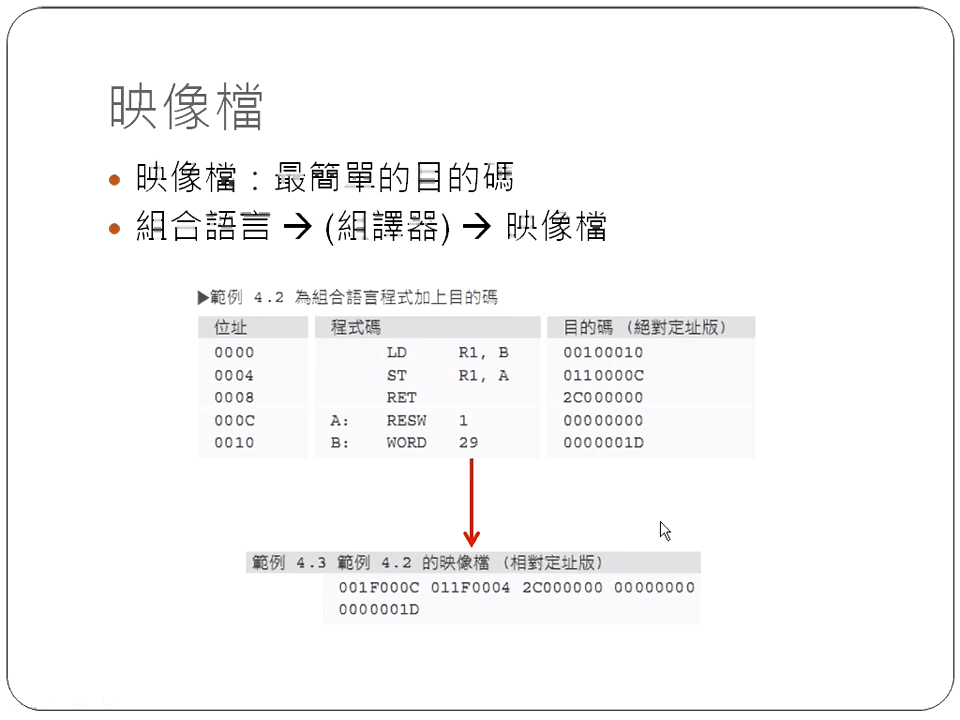 映像檔
• 映像檔：最簡單的目的碼
• 組合語言 → (組譯器) → 映像檔
▶範例 4.2 為組合語言程式加上目的碼
位址 程式碼 目的碼 (絕對定址版)
0000 LD R1, B 00100010
0004 ST R1, A 0110000C
0008 RET 2C000000
000C A: RESW 1 00000000
0010 B: WORD 29 0000001D
範例 4.3 範例 4.2 的映像檔 (相對定址版)
001F000C 011F0004 2C000000 00000000
0000001D